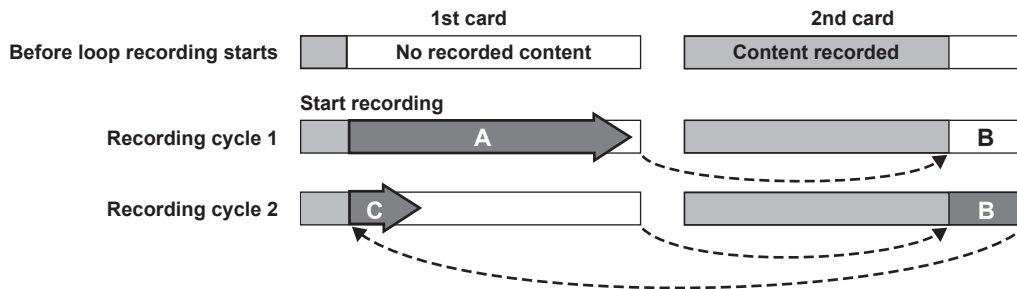 1st card 2nd card
Before loop recording starts No recorded content Content recorded
Start recording
Recording cycle 1 A B
Recording cycle 2 C B